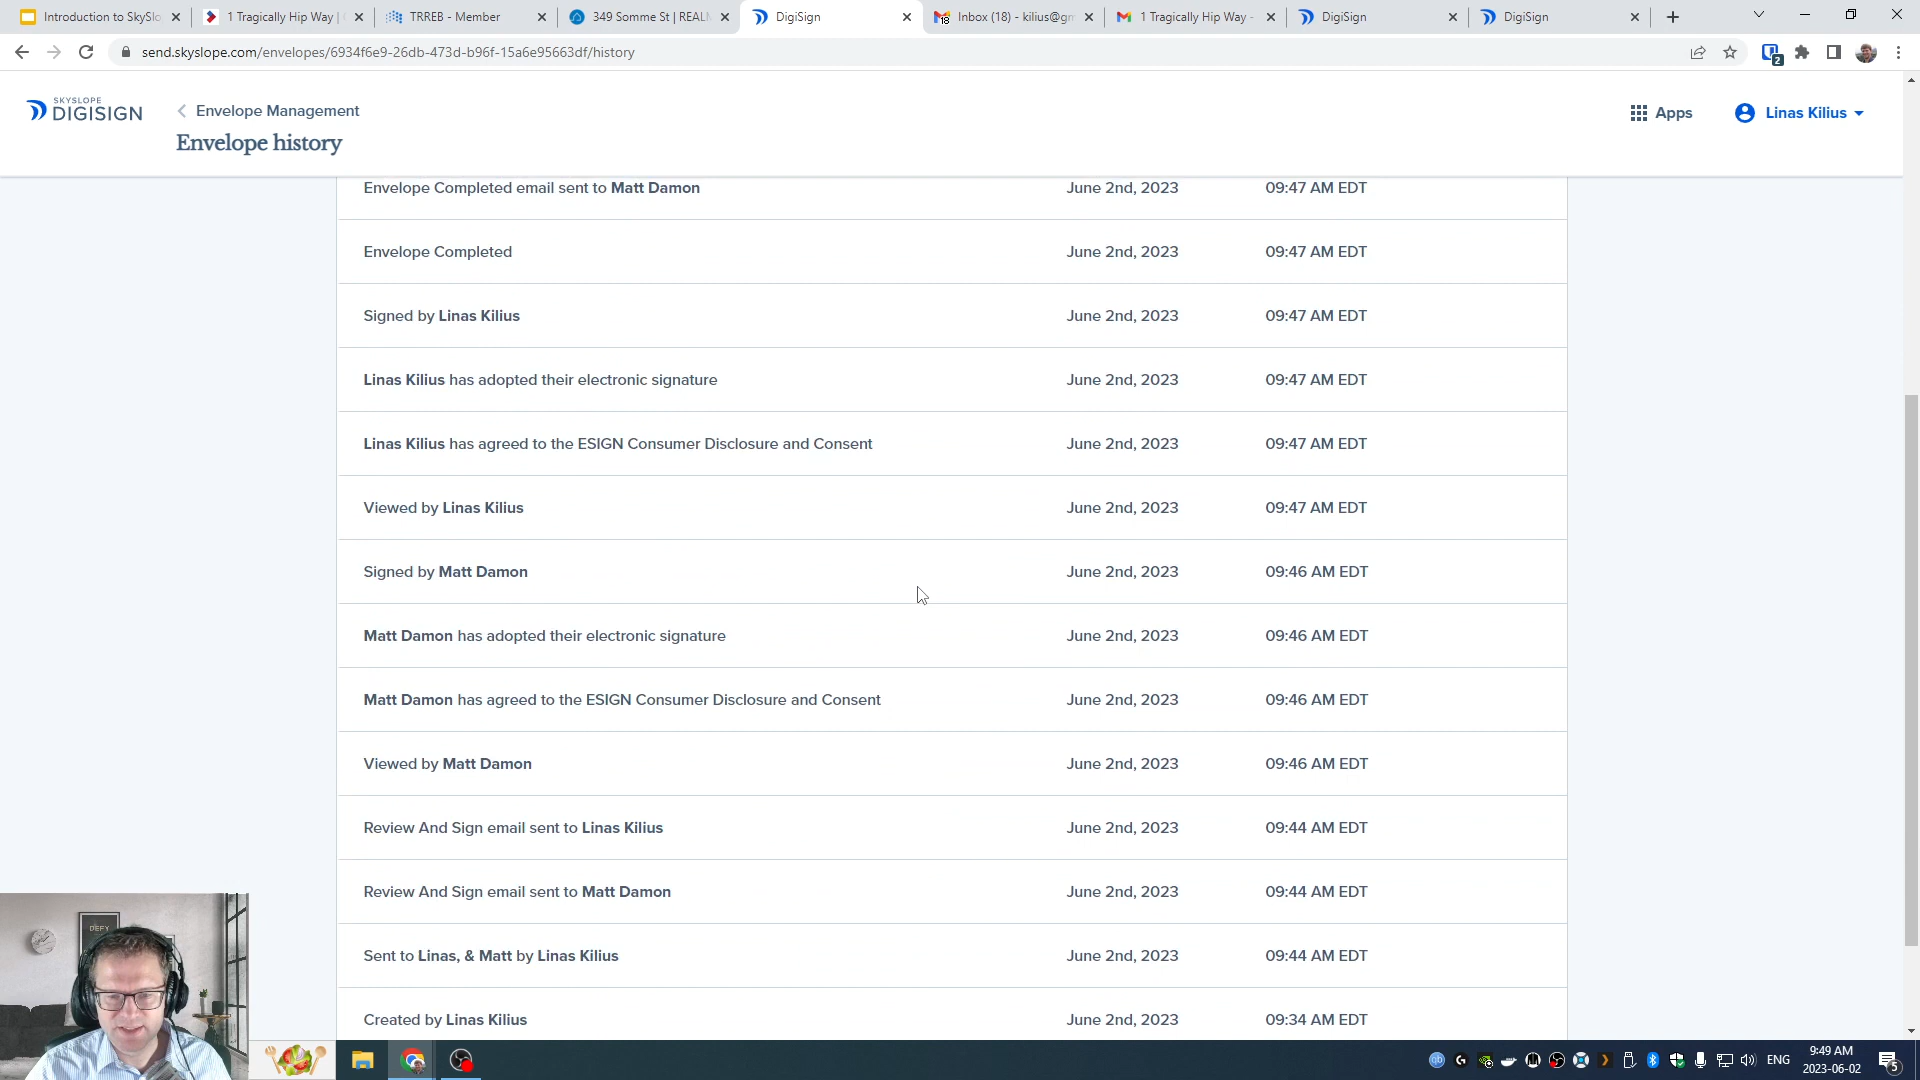 Introduction to SkySlo
1 Tragically Hip Way |
TRREB - Member
349 Somme St | REAL
DigiSign
Inbox (18) - kilius@gm
1 Tragically Hip Way -
DigiSign
DigiSign
send.skyslope.com/envelopes/6934f6e9-26db-473d-b96f-15a6e95663df/history
2
SKYSLOPE
DIGISIGN
Envelope Management
Envelope history
Apps
Linas Kilius
Envelope Completed email sent to Matt Damon June 2nd, 2023 09:47 AM EDT
Envelope Completed June 2nd, 2023 09:47 AM EDT
Signed by Linas Kilius June 2nd, 2023 09:47 AM EDT
Linas Kilius has adopted their electronic signature June 2nd, 2023 09:47 AM EDT
Linas Kilius has agreed to the ESIGN Consumer Disclosure and Consent June 2nd, 2023 09:47 AM EDT
Viewed by Linas Kilius June 2nd, 2023 09:47 AM EDT
Signed by Matt Damon June 2nd, 2023 09:46 AM EDT
Matt Damon has adopted their electronic signature June 2nd, 2023 09:46 AM EDT
Matt Damon has agreed to the ESIGN Consumer Disclosure and Consent June 2nd, 2023 09:46 AM EDT
Viewed by Matt Damon June 2nd, 2023 09:46 AM EDT
Review And Sign email sent to Linas Kilius June 2nd, 2023 09:44 AM EDT
Review And Sign email sent to Matt Damon June 2nd, 2023 09:44 AM EDT
Sent to Linas, & Matt by Linas Kilius June 2nd, 2023 09:44 AM EDT
Created by Linas Kilius June 2nd, 2023 09:34 AM EDT
DEFY
ENG
9:49 AM
2023-06-02
5